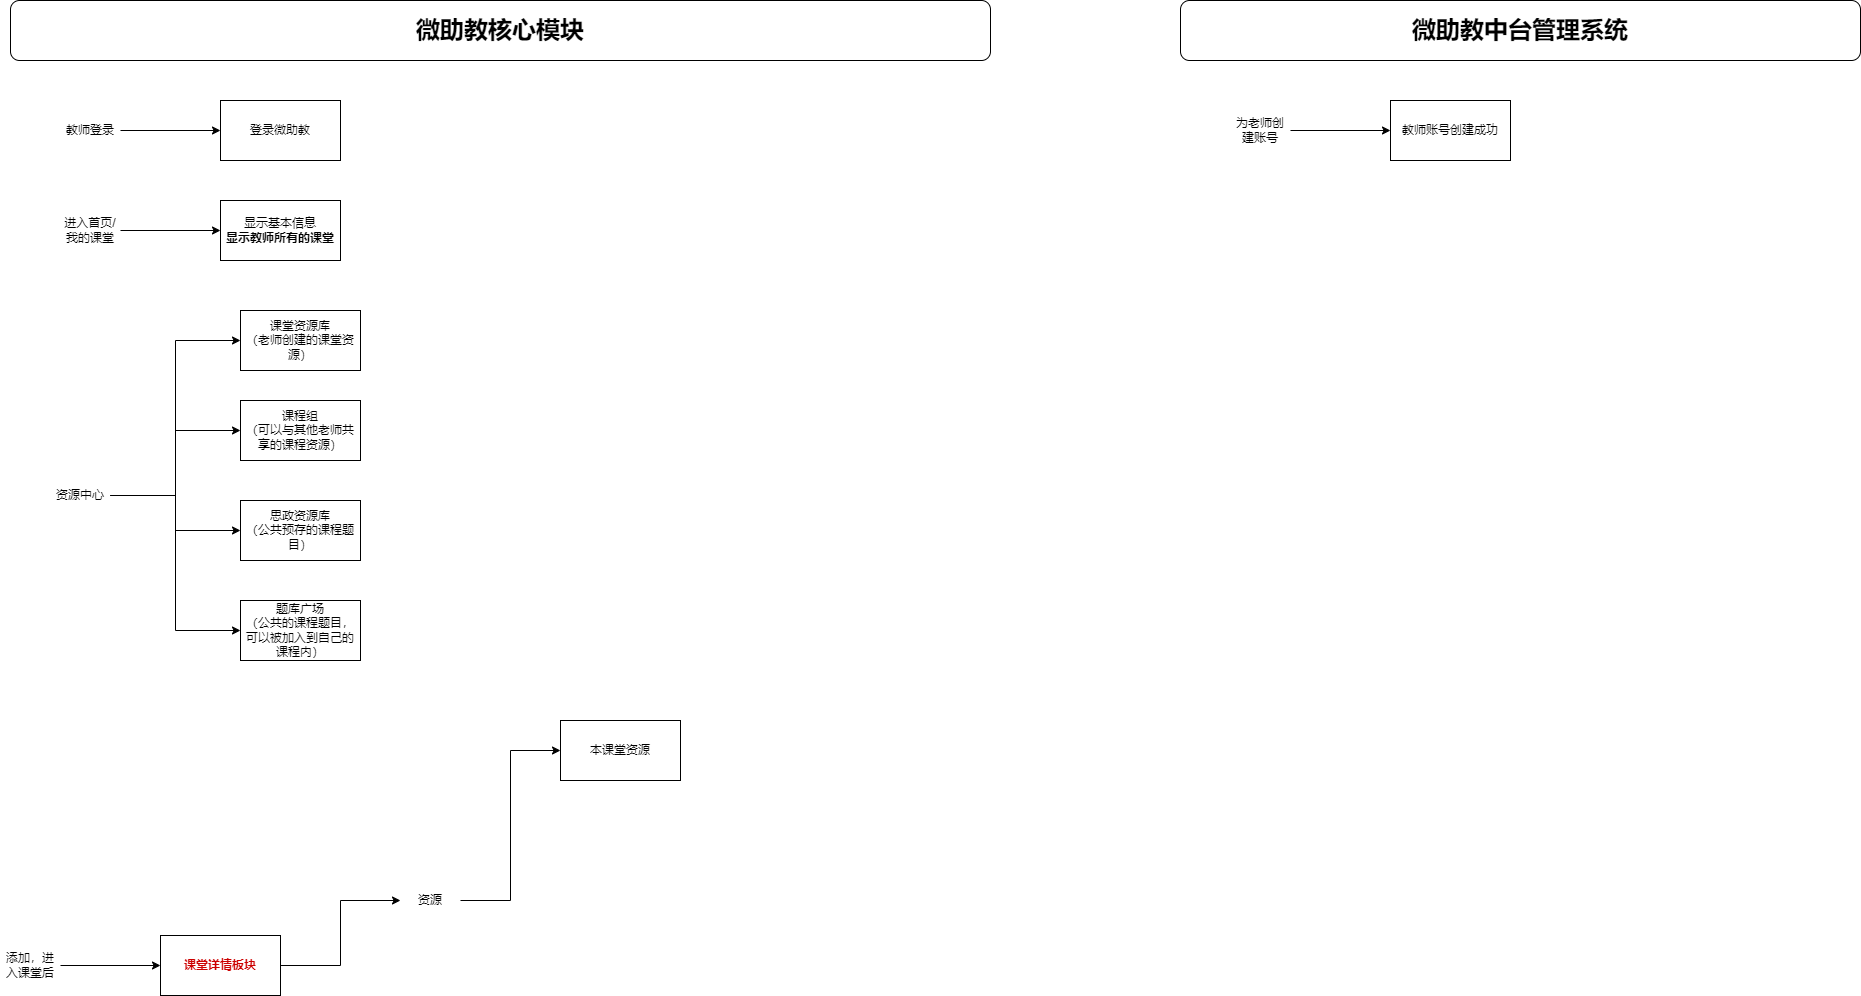 微助教核心模块
微助教中台管理系统
教师登录
登录微助教
为老师创
建账号
教师账号创建成功
进入首页/
我的课堂
显示基本信息
显示教师所有的课堂
课堂资源库
（老师创建的课堂资
源）
课程组
（可以与其他老师共
享的课程资源）
资源中心
思政资源库
（公共预存的课程题
目）
题库广场
（公共的课程题目，
可以被加入到自己的
课程内）
本课堂资源
资源
添加，进
入课堂后
课堂详情板块